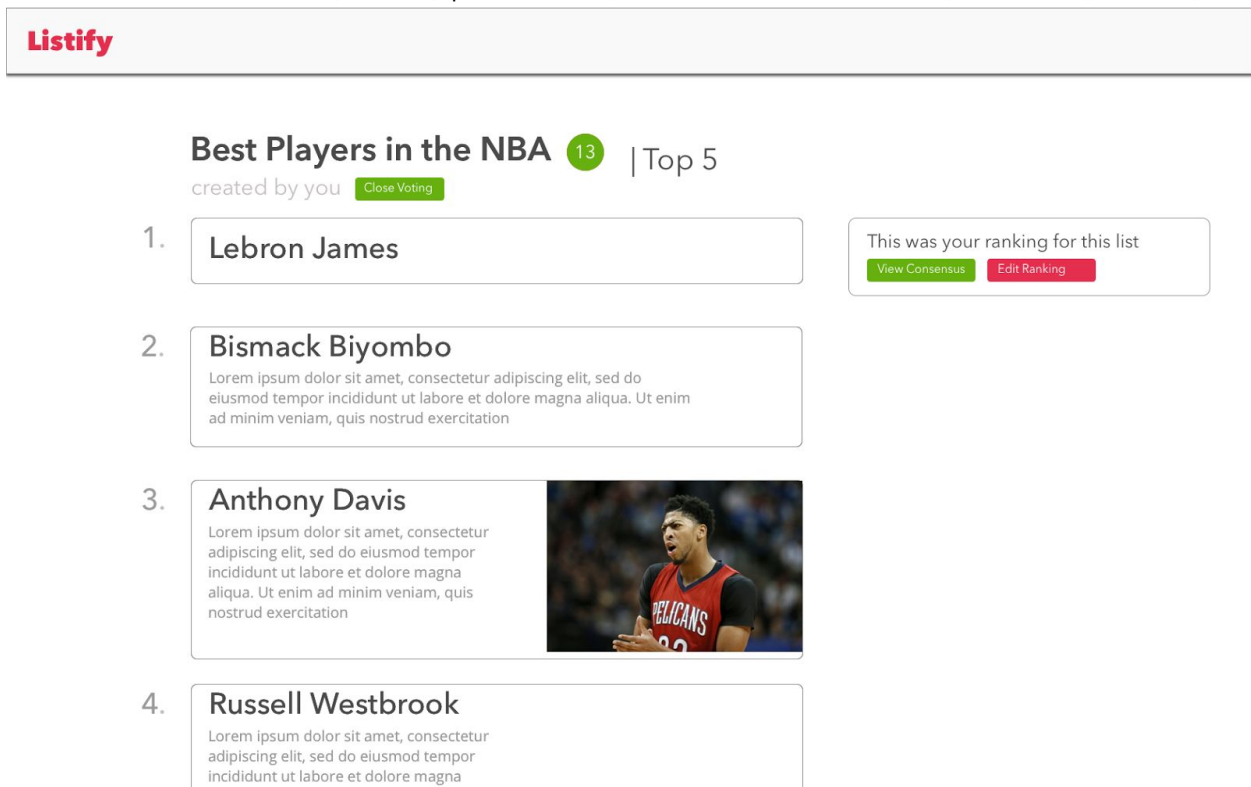 Listify
Best Players in the NBA 13 | Top 5
created by you Close Voting
1. Lebron James
This was your ranking for this list
View Consensus Edit Ranking
2. Bismack Biyombo
Lorem ipsum dolor sit amet, consectetur adipiscing elit, sed do
eiusmod tempor incididunt ut labore et dolore magna aliqua. Ut enim
ad minim veniam, quis nostrud exercitation
3. Anthony Davis
Lorem ipsum dolor sit amet, consectetur
adipiscing elit, sed do eiusmod tempor
incididunt ut labore et dolore magna
aliqua. Ut enim ad minim veniam, quis
nostrud exercitation
PELICANS
4. Russell Westbrook
Lorem ipsum dolor sit amet, consectetur
adipiscing elit, sed do eiusmod tempor
incididunt ut labore et dolore magna